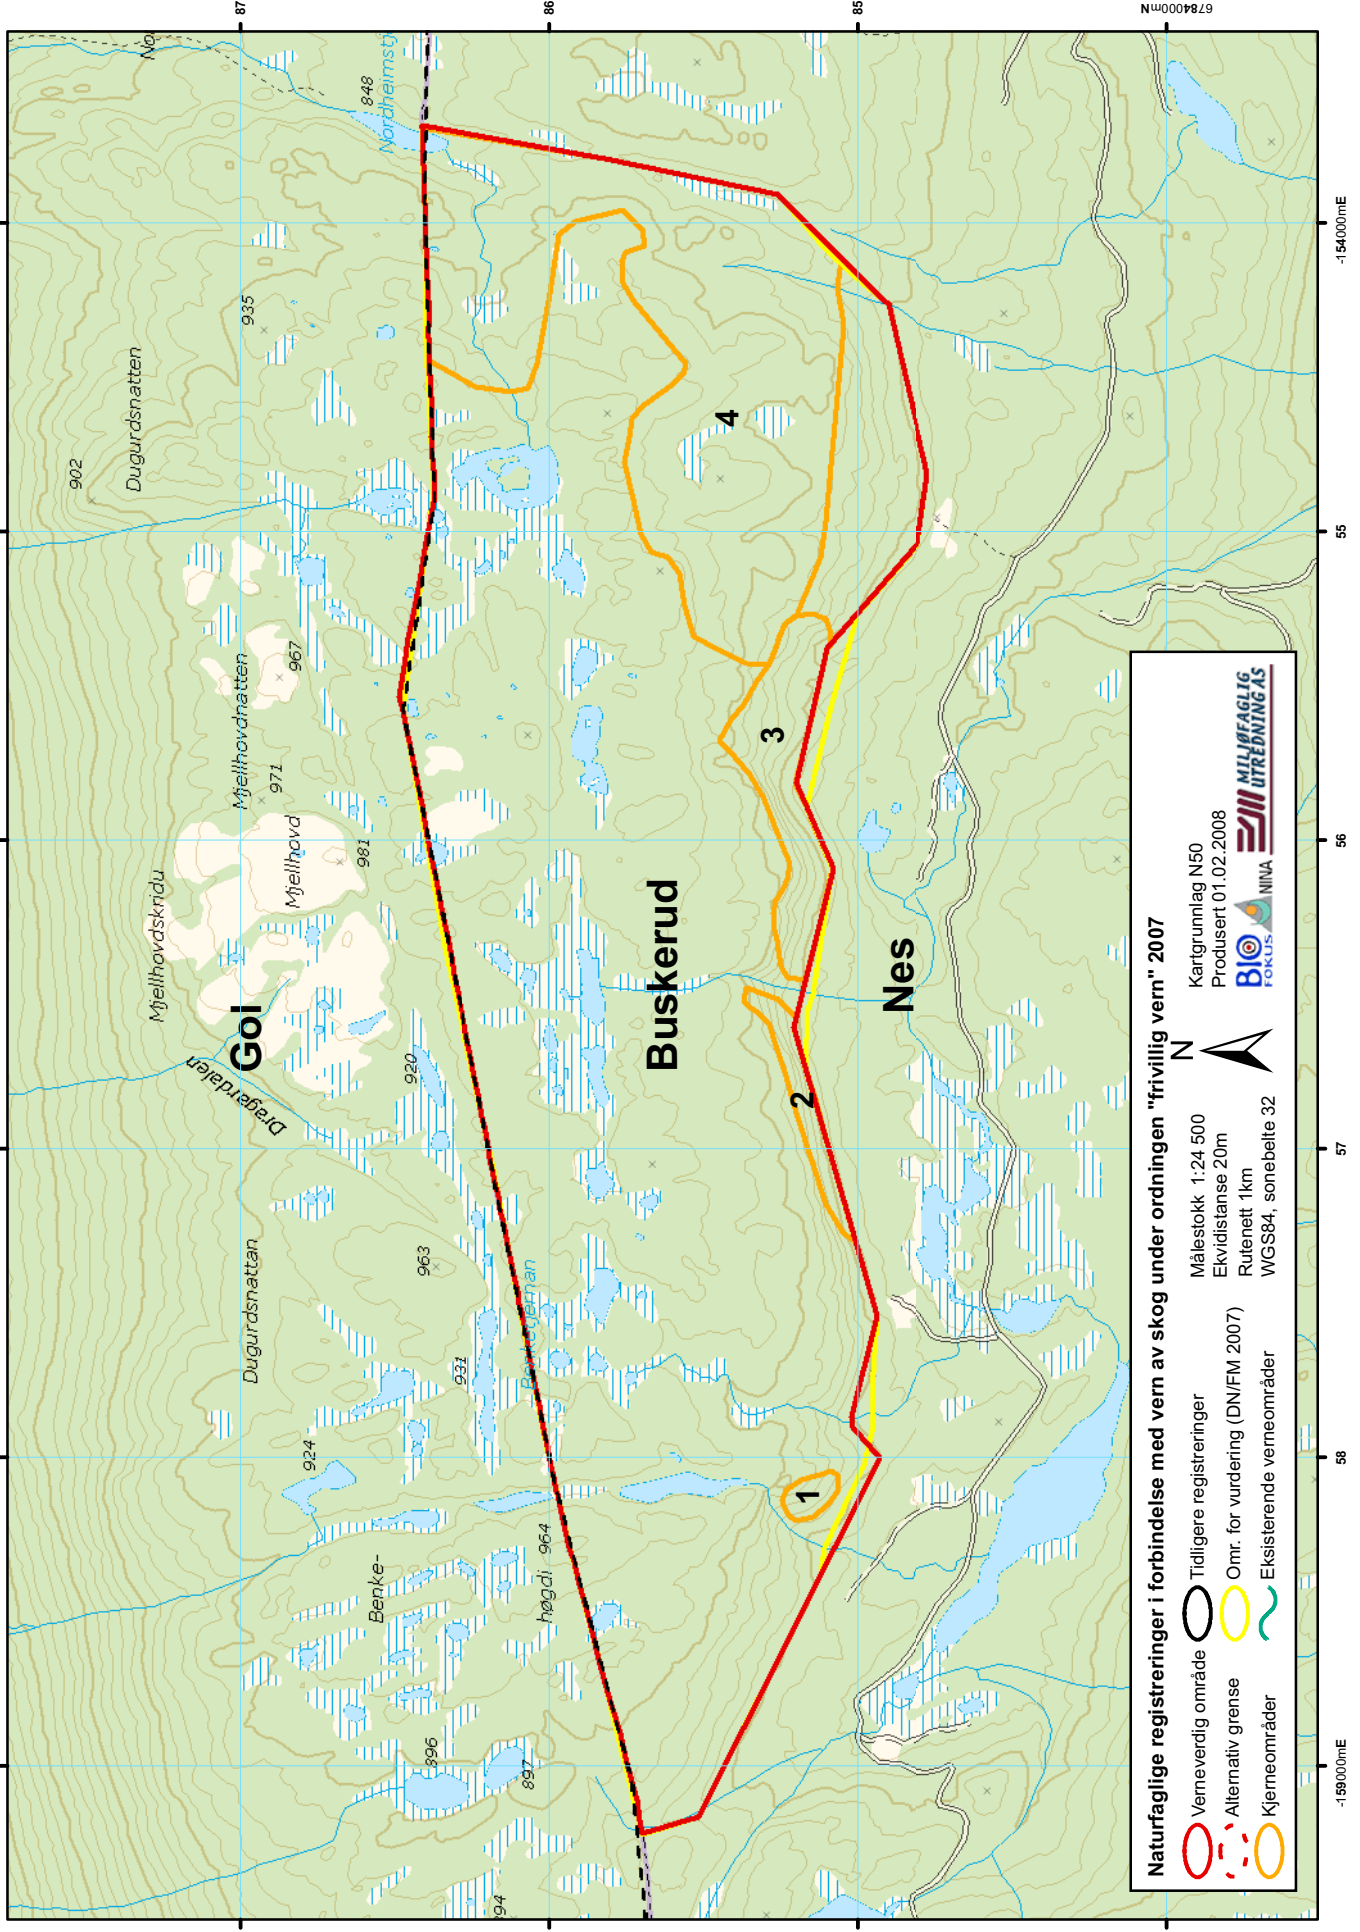 87
86
85
6784000mN
No
848
Nordheimstj
935
Dugurdsnatten
902
967
Mjellhovdnatten
971
Mjellhovd
981
Mjellhovdskridu
Gol
Dragardalen
920
Buskerud
Nes
Dugurdsnattan
963
931
924
Benke-
høgdi 964
896
897
894
1
2
3
4
-154000mE
55
56
57
58
-159000mE
Naturfaglige registreringer i forbindelse med vern av skog under ordningen "frivillig vern" 2007
Verneverdig område
Alternativ grense
Kjerneområder
Tidligere registreringer
Omr. for vurdering (DN/FM 2007)
Eksisterende verneområder
Målestokk 1:24 500
Ekvidistanse 20m
Rutenett 1km
WGS84, sonebelte 32
N
Kartgrunnlag N50
Produsert 01.02.2008
BIO
FOKUS
NINA
MILJØFAGLIG
UTREDNING AS